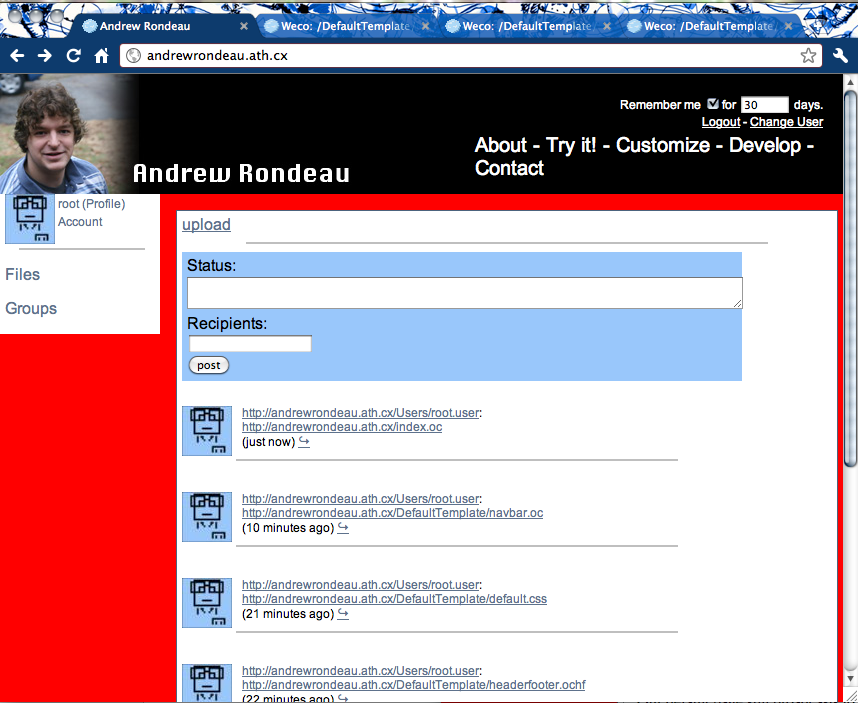 Andrew Rondeau
Weco: /DefaultTemplate
Weco: /DefaultTemplate
Weco: /DefaultTemplate
andrewrondeau.ath.cx
Remember me for 30 days.
Logout - Change User
About - Try it! - Customize - Develop -
Contact
Andrew Rondeau
root (Profile)
Account
Files
Groups
upload
Status:
Recipients:
post
http://andrewrondeau.ath.cx/Users/root.user:
http://andrewrondeau.ath.cx/index.oc
(just now) ↪
http://andrewrondeau.ath.cx/Users/root.user:
http://andrewrondeau.ath.cx/DefaultTemplate/navbar.oc
(10 minutes ago) ↪
http://andrewrondeau.ath.cx/Users/root.user:
http://andrewrondeau.ath.cx/DefaultTemplate/default.css
(21 minutes ago) ↪
http://andrewrondeau.ath.cx/Users/root.user:
http://andrewrondeau.ath.cx/DefaultTemplate/headerfooter.ochf
(22 minutes ago) ↪